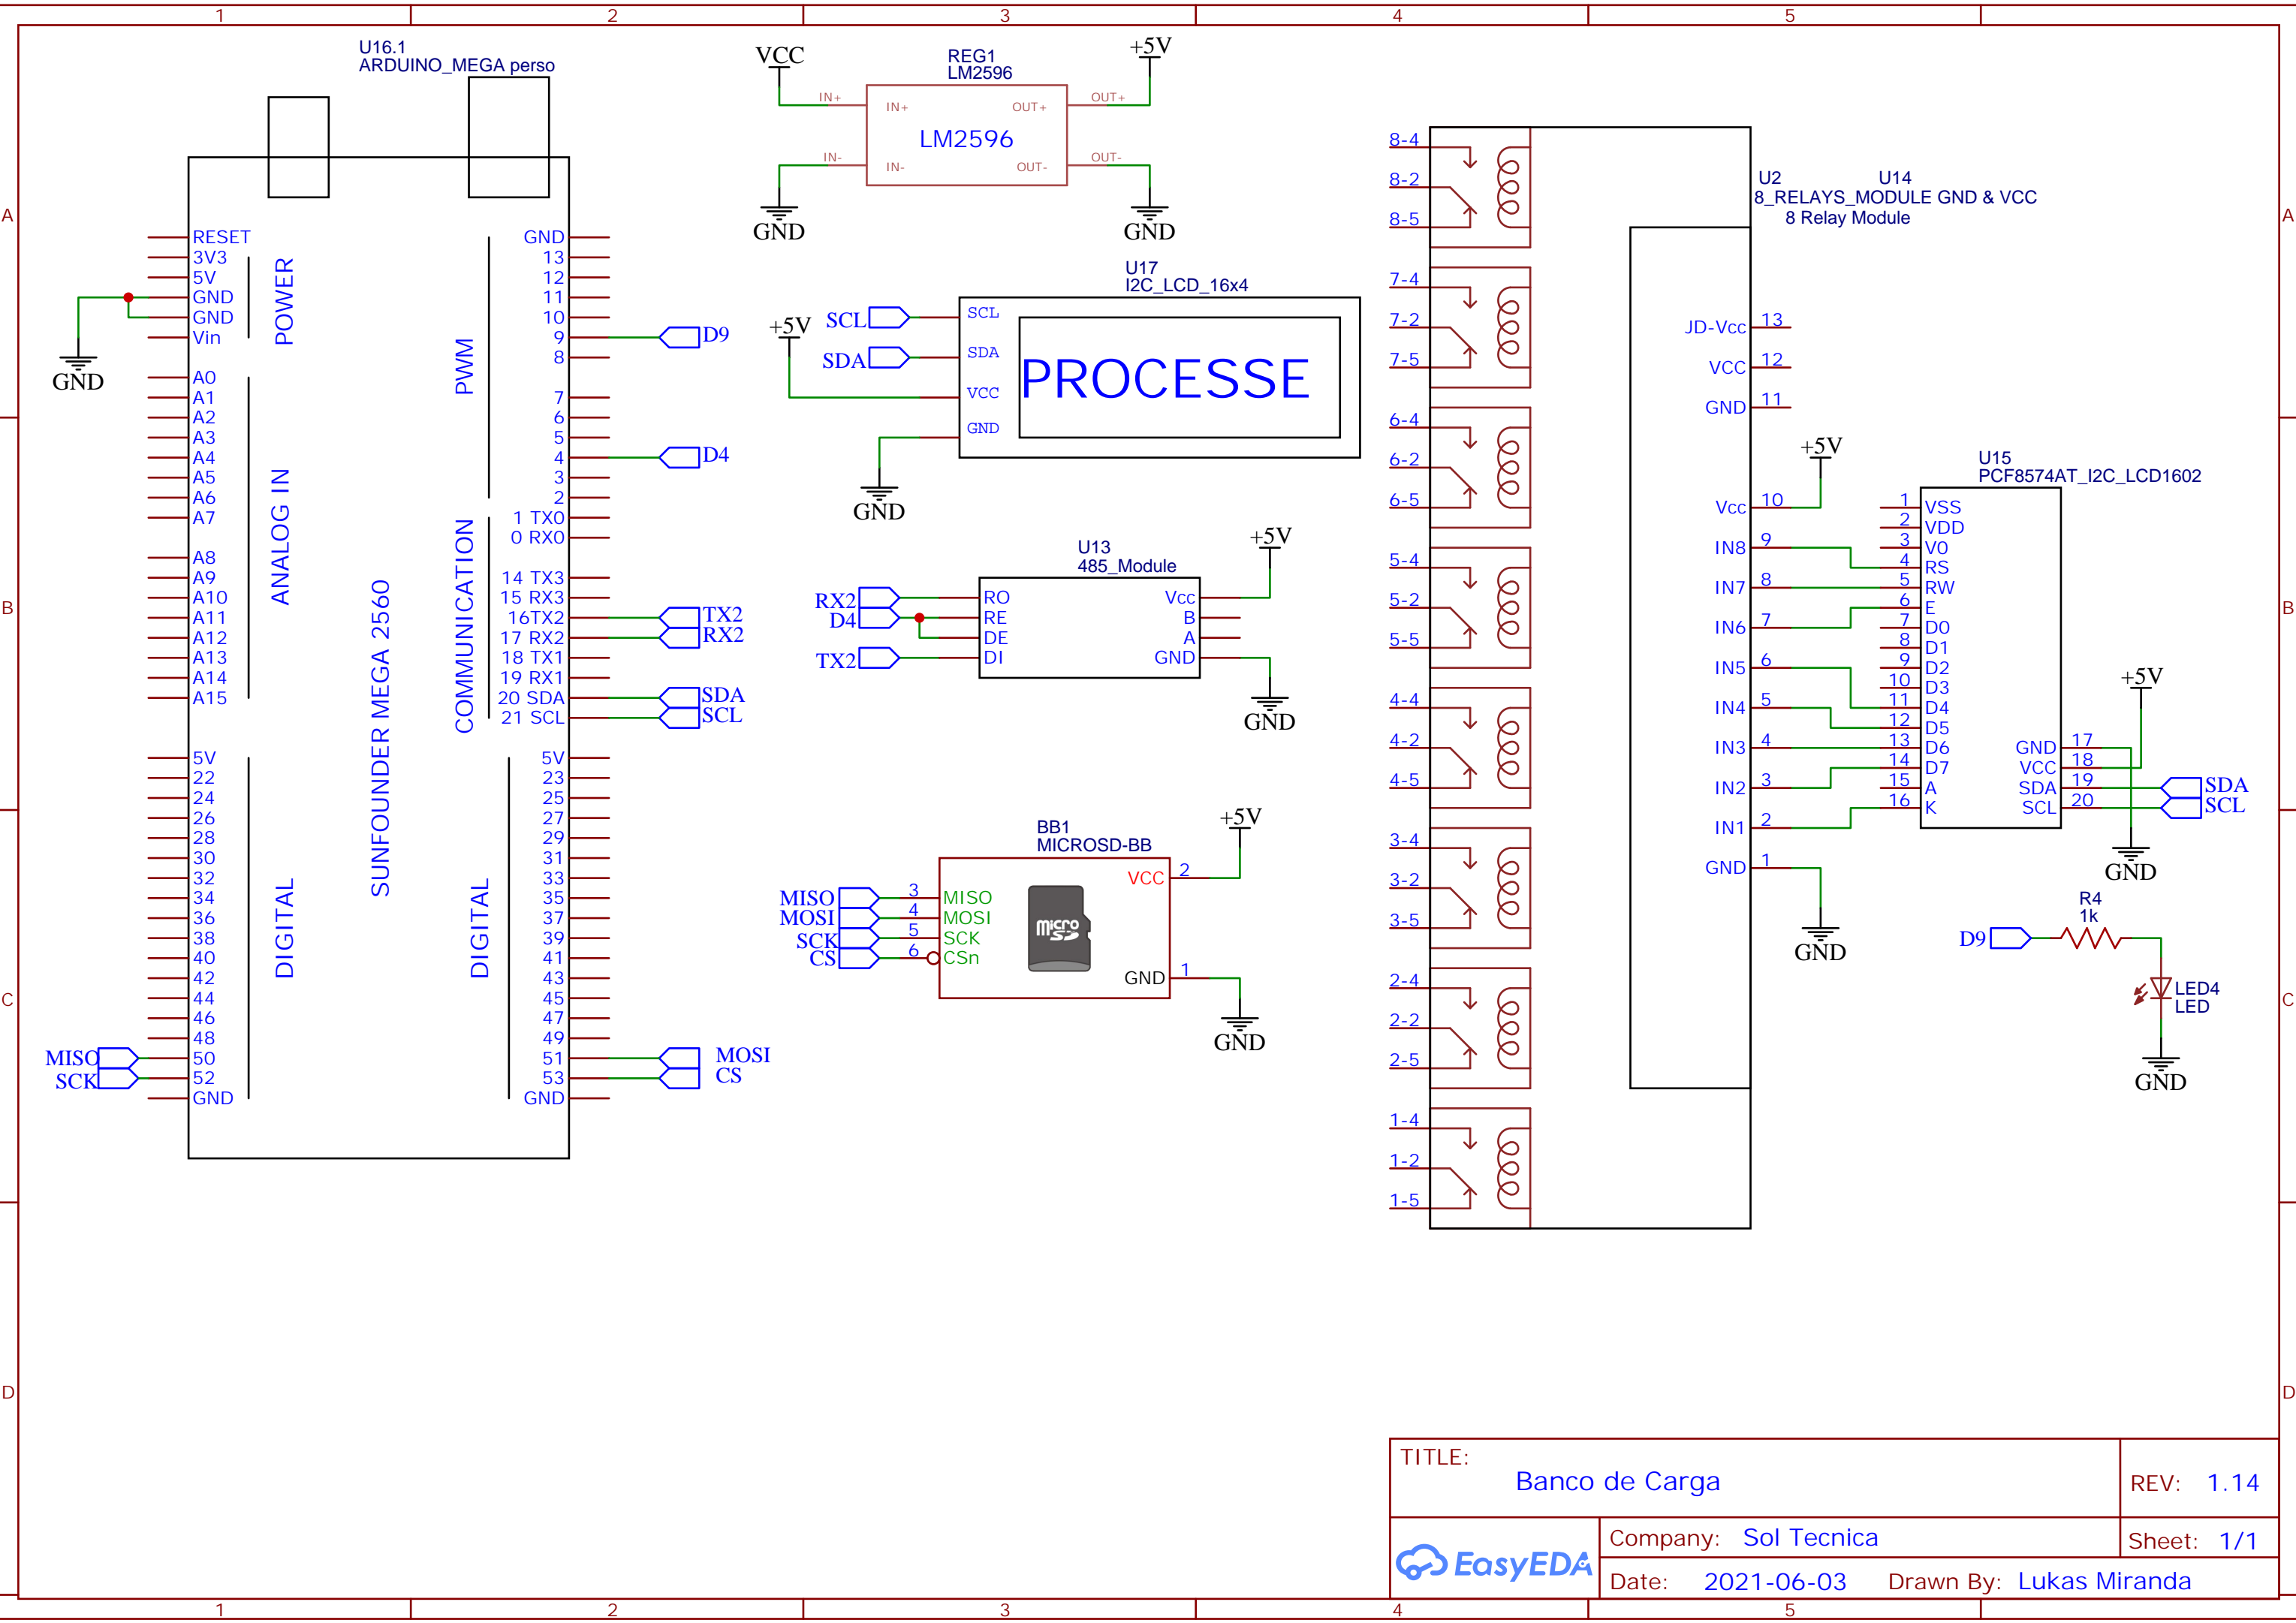 1
2
3
4
5
A
B
C
D
A
B
C
D
1
2
3
4
5
U16.1
ARDUINO_MEGA perso
RESET
3V3
5V
GND
GND
Vin
POWER
GND
A0
A1
A2
A3
A4
A5
A6
A7
A8
A9
A10
A11
A12
A13
A14
A15
ANALOG IN
5V
22
24
26
28
30
32
34
36
38
40
42
44
46
48
50
52
GND
DIGITAL
MISO
SCK
SUNFOUNDER MEGA 2560
GND
13
12
11
10
9
8
7
6
5
4
3
2
PWM
D9
D4
1 TX0
0 RX0
14 TX3
15 RX3
16TX2
17 RX2
18 TX1
19 RX1
20 SDA
21 SCL
COMMUNICATION
TX2
RX2
SDA
SCL
5V
23
25
27
29
31
33
35
37
39
41
43
45
47
49
51
53
GND
DIGITAL
MOSI
CS
VCC
REG1
LM2596
+5V
IN+
IN+
OUT+
OUT+
LM2596
IN-
IN-
OUT-
OUT-
GND
GND
U17
I2C_LCD_16x4
+5V
SCL
SDA
SCL
SDA
VCC
GND
PROCESSE
GND
U13
485_Module
+5V
RX2
D4
TX2
RO
RE
DE
DI
Vcc
B
A
GND
GND
BB1
MICROSD-BB
+5V
MISO
MOSI
SCK
CS
3
4
5
6
MISO
MOSI
SCK
CSn
micro
SD
VCC
2
GND
1
GND
8-4
8-2
8-5
7-4
7-2
7-5
6-4
6-2
6-5
5-4
5-2
5-5
4-4
4-2
4-5
3-4
3-2
3-5
2-4
2-2
2-5
1-4
1-2
1-5
U2 U14
8_RELAYS_MODULE GND & VCC
8 Relay Module
JD-Vcc 13
VCC 12
GND 11
Vcc 10
IN8 9
IN7 8
IN6 7
IN5 6
IN4 5
IN3 4
IN2 3
IN1 2
GND 1
+5V
GND
U15
PCF8574AT_I2C_LCD1602
1 VSS
2 VDD
3 V0
4 RS
5 RW
6 E
7 D0
8 D1
9 D2
10 D3
11 D4
12 D5
13 D6
14 D7
15 A
16 K
GND 17
VCC 18
SDA 19
SCL 20
+5V
SDA
SCL
GND
R4
1k
D9
LED4
LED
GND
TITLE:
Banco de Carga
REV: 1.14
EasyEDA
Company: Sol Tecnica
Sheet: 1/1
Date: 2021-06-03 Drawn By: Lukas Miranda